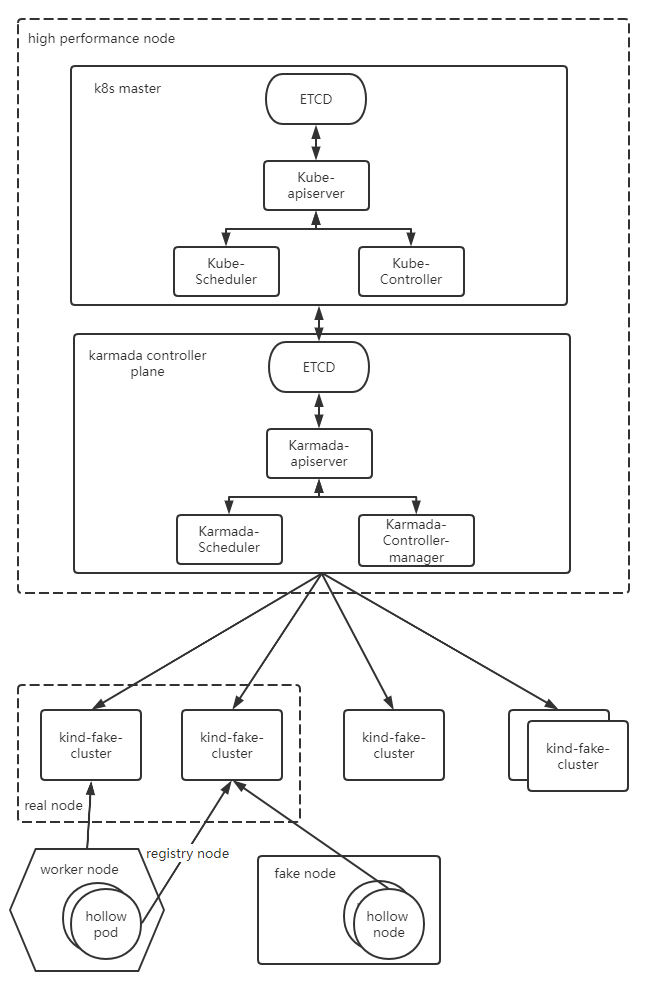 high performance node
k8s master
ETCD
Kube-
apiserver
Kube-
Scheduler
Kube-
Controller
karmada controller
plane
ETCD
Karmada-
apiserver
Karmada-
Scheduler
Karmada-
Controller-
manager
kind-fake-
cluster
kind-fake-
cluster
kind-fake-
cluster
kind-fake-
cluster
real node
registry node
worker node
hollow
pod
fake node
hollow
node